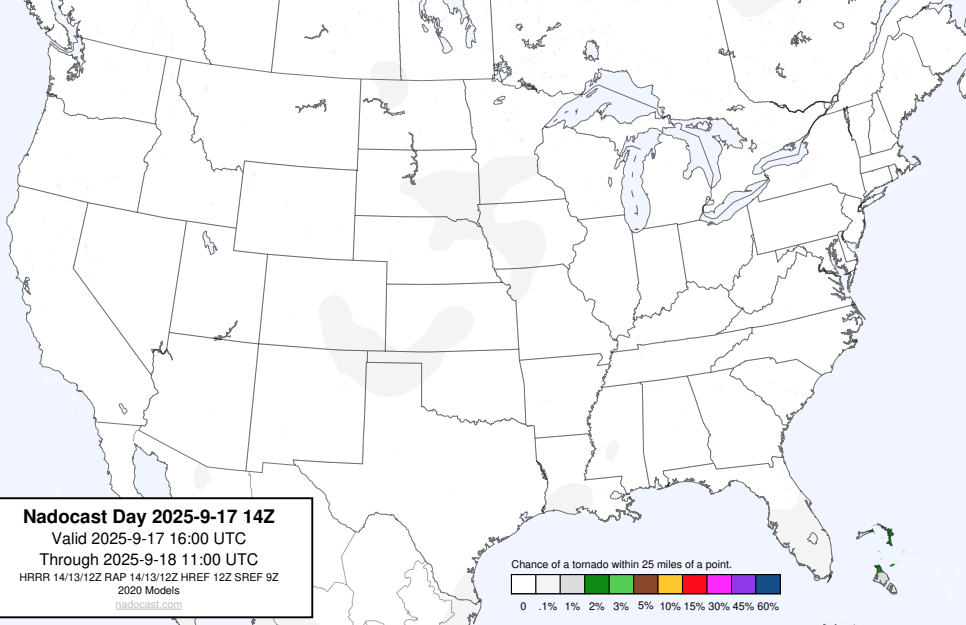 Nadocast Day 2025-9-17 14Z
Valid 2025-9-17 16:00 UTC
Through 2025-9-18 11:00 UTC
HRRR 14/13/12Z RAP 14/13/12Z HREF 12Z SREF 9Z
2020 Models
nadocast.com
Chance of a tornado within 25 miles of a point.
0 .1% 1% 2% 3% 5% 10% 15% 30% 45% 60%